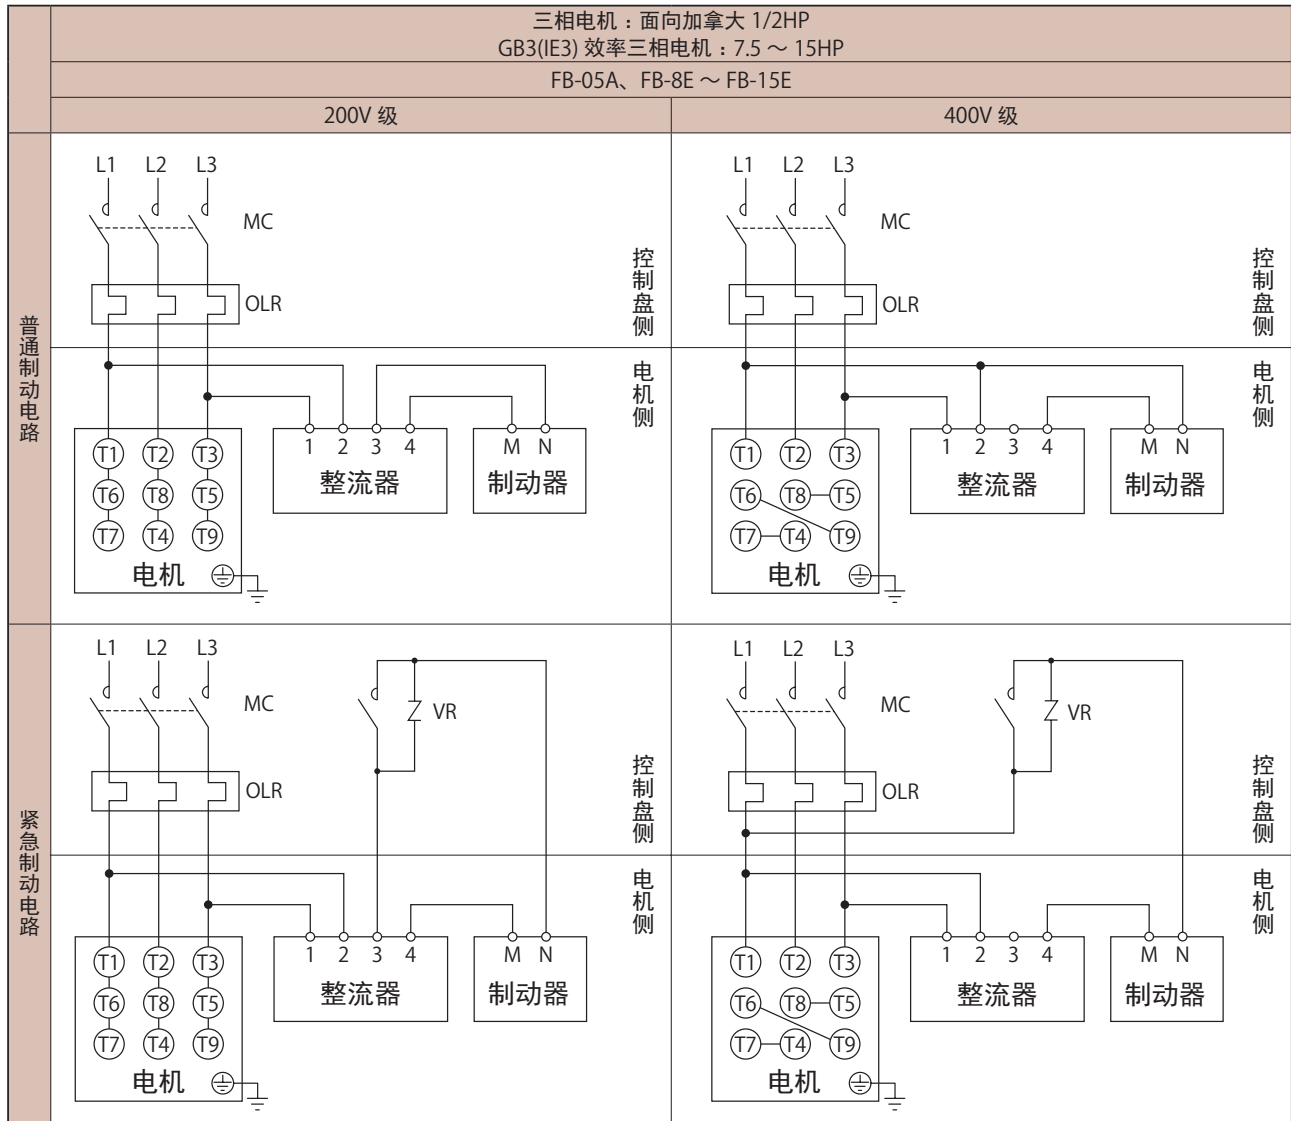 三相电机：面向加拿大 1/2HP
GB3(IE3) 效率三相电机：7.5 ～ 15HP
FB-05A、FB-8E ～ FB-15E
200V 级
400V 级
普通制动电路
L1 L2 L3
MC
OLR
控制盘侧
电机侧
1 2 3 4
整流器
M N
制动器
T1 T2 T3
T6 T8 T5
T7 T4 T9
电机
L1 L2 L3
MC
OLR
控制盘侧
电机侧
1 2 3 4
整流器
M N
制动器
T1 T2 T3
T6 T8 T5
T7 T4 T9
电机
紧急制动电路
L1 L2 L3
MC
VR
OLR
控制盘侧
电机侧
1 2 3 4
整流器
M N
制动器
T1 T2 T3
T6 T8 T5
T7 T4 T9
电机
L1 L2 L3
MC
VR
OLR
控制盘侧
电机侧
1 2 3 4
整流器
M N
制动器
T1 T2 T3
T6 T8 T5
T7 T4 T9
电机